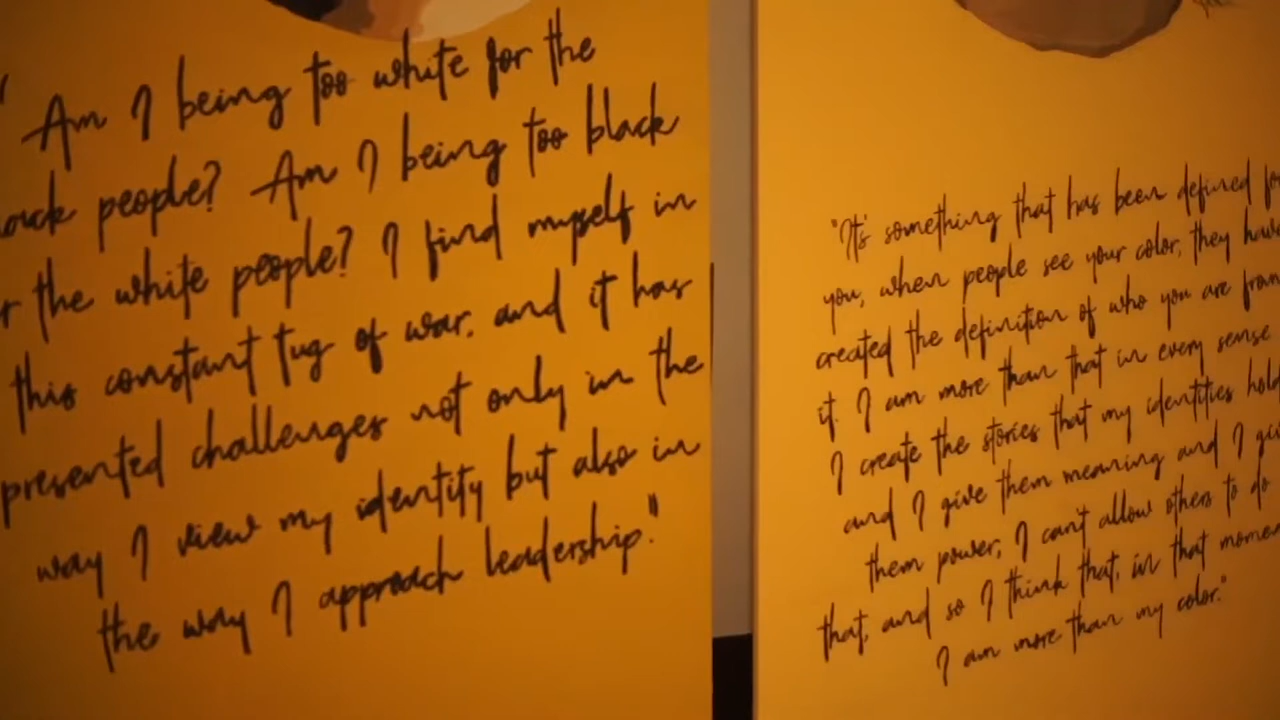 " Am I being too white for the
people? Am I being too black
the white people? I find myself in
this constant tug of war, and it has
presented challenges not only in the
way I view my identity but also in
the way I approach leadership."
"It's something that has been defined
you, when people see your color, they have
created the definition of who you are from
it. I am more than that in every sense
I create the stories that my identities hold
and I give them meaning and I
them power, I can't allow others to do
that, and so I think that, in that
I am more than my color."